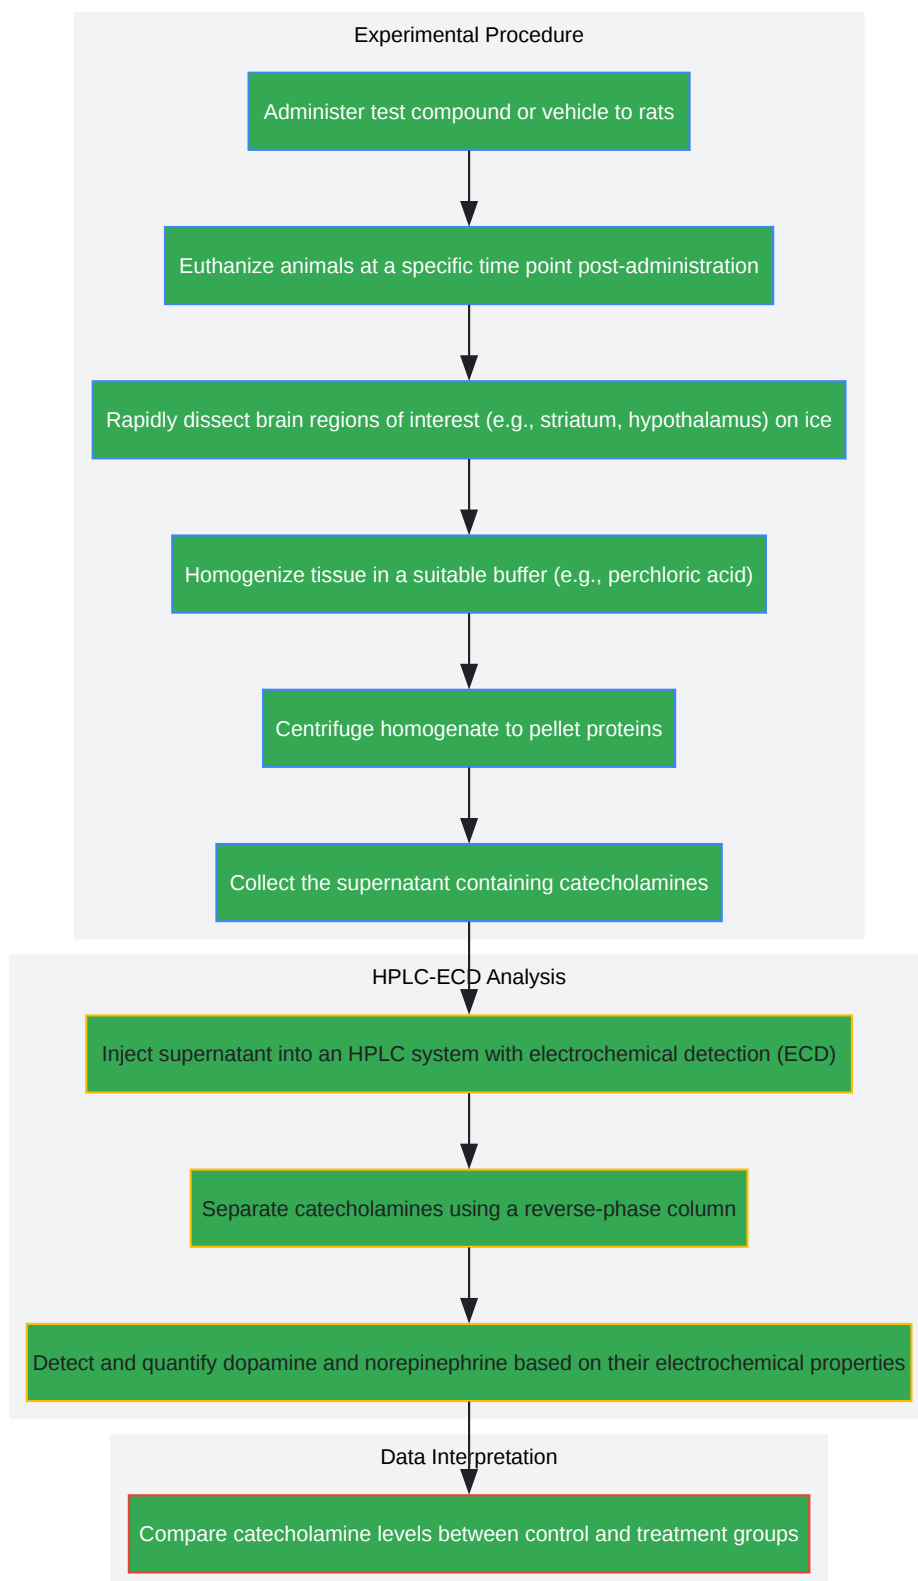 Experimental Procedure
Administer test compound or vehicle to rats
Euthanize animals at a specific time point post-administration
Rapidly dissect brain regions of interest (e.g., striatum, hypothalamus) on ice
Homogenize tissue in a suitable buffer (e.g., perchloric acid)
Centrifuge homogenate to pellet proteins
Collect the supernatant containing catecholamines
HPLC-ECD Analysis
Inject supernatant into an HPLC system with electrochemical detection (ECD)
Separate catecholamines using a reverse-phase column
Detect and quantify dopamine and norepinephrine based on their electrochemical properties
Data Interpretation
Compare catecholamine levels between control and treatment groups